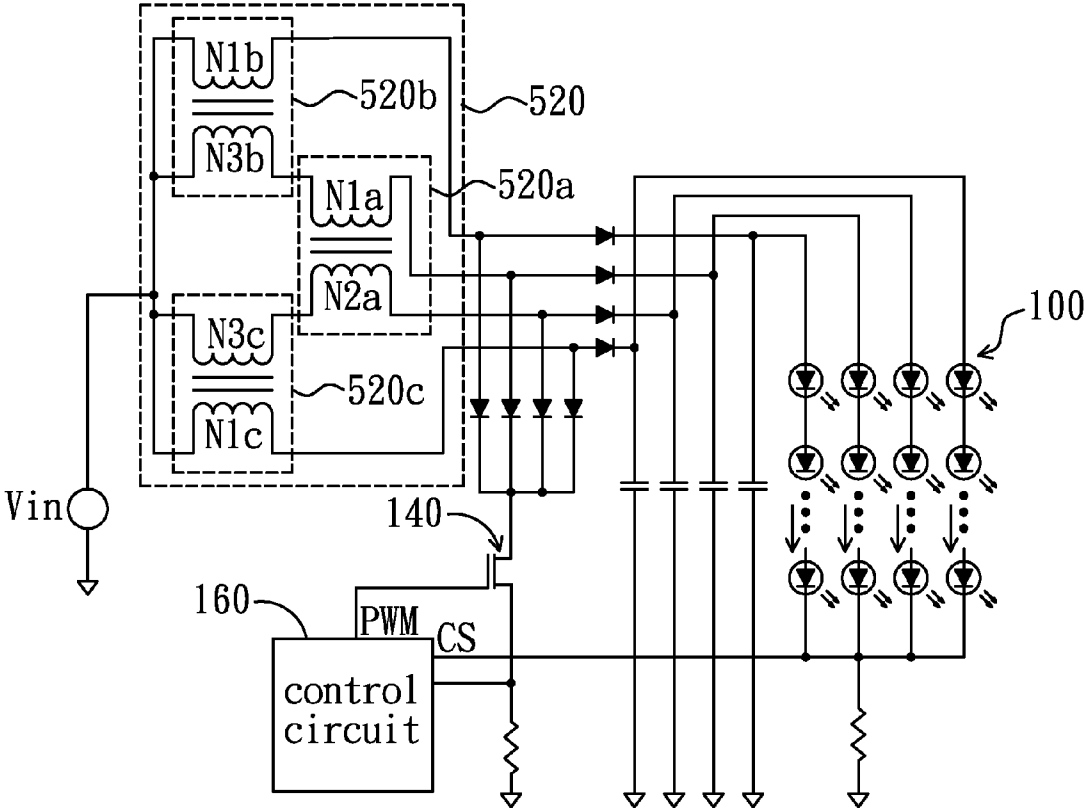 N1b
520b
520
N3b
N1a
520a
N2a
N3c
100
520c
N1c
Vin
140
160
PWM
CS
control
circuit